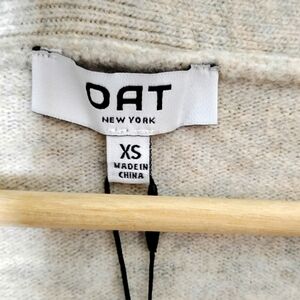 OAT
NEW YORK
XS
MADE IN
CHINA